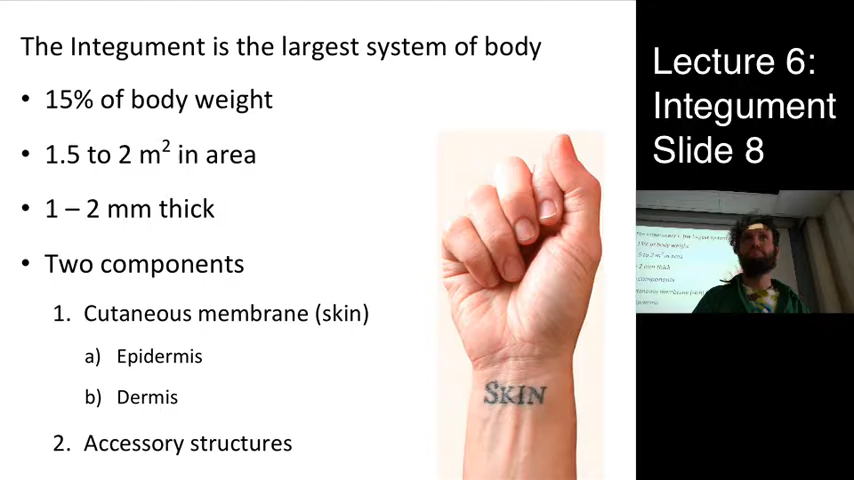 The Integument is the largest system of body
• 15% of body weight
• 1.5 to 2 m² in area
• 1 – 2 mm thick
• Two components
1. Cutaneous membrane (skin)
a) Epidermis
b) Dermis
2. Accessory structures
SKIN
Lecture 6:
Integument
Slide 8